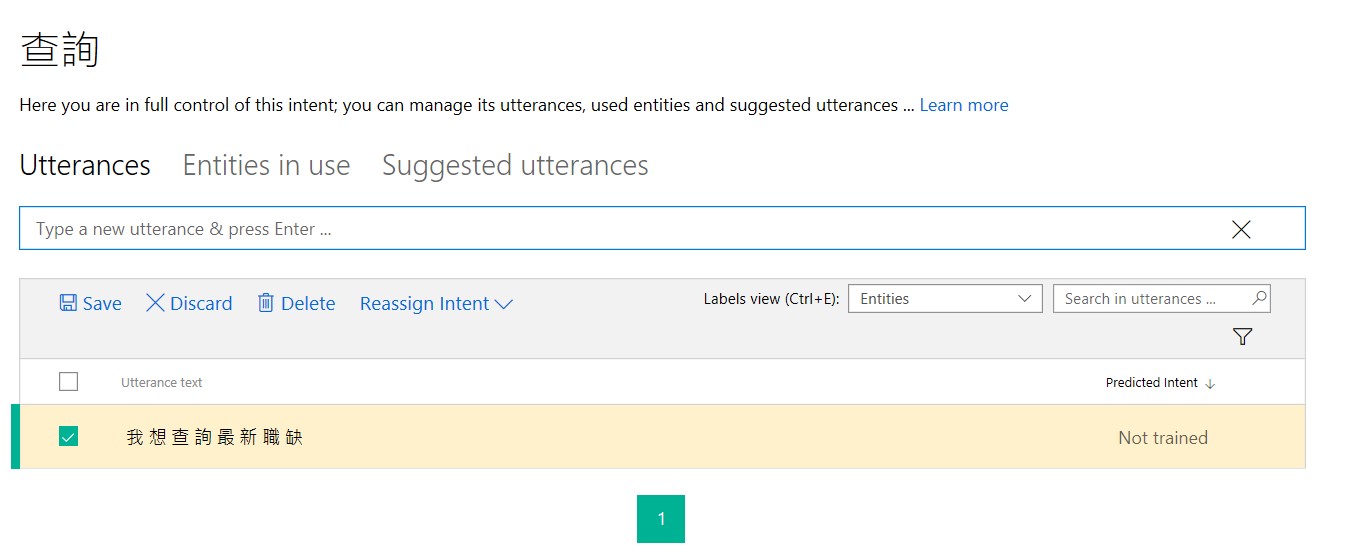 查詢
Here you are in full control of this intent; you can manage its utterances, used entities and suggested utterances ... Learn more
Utterances Entities in use Suggested utterances
Type a new utterance & press Enter ...
Save Discard Delete Reassign Intent Labels view (Ctrl+E): Entities Search in utterances ...
Utterance text Predicted Intent
我 想 查 詢 最 新 職 缺 Not trained
1